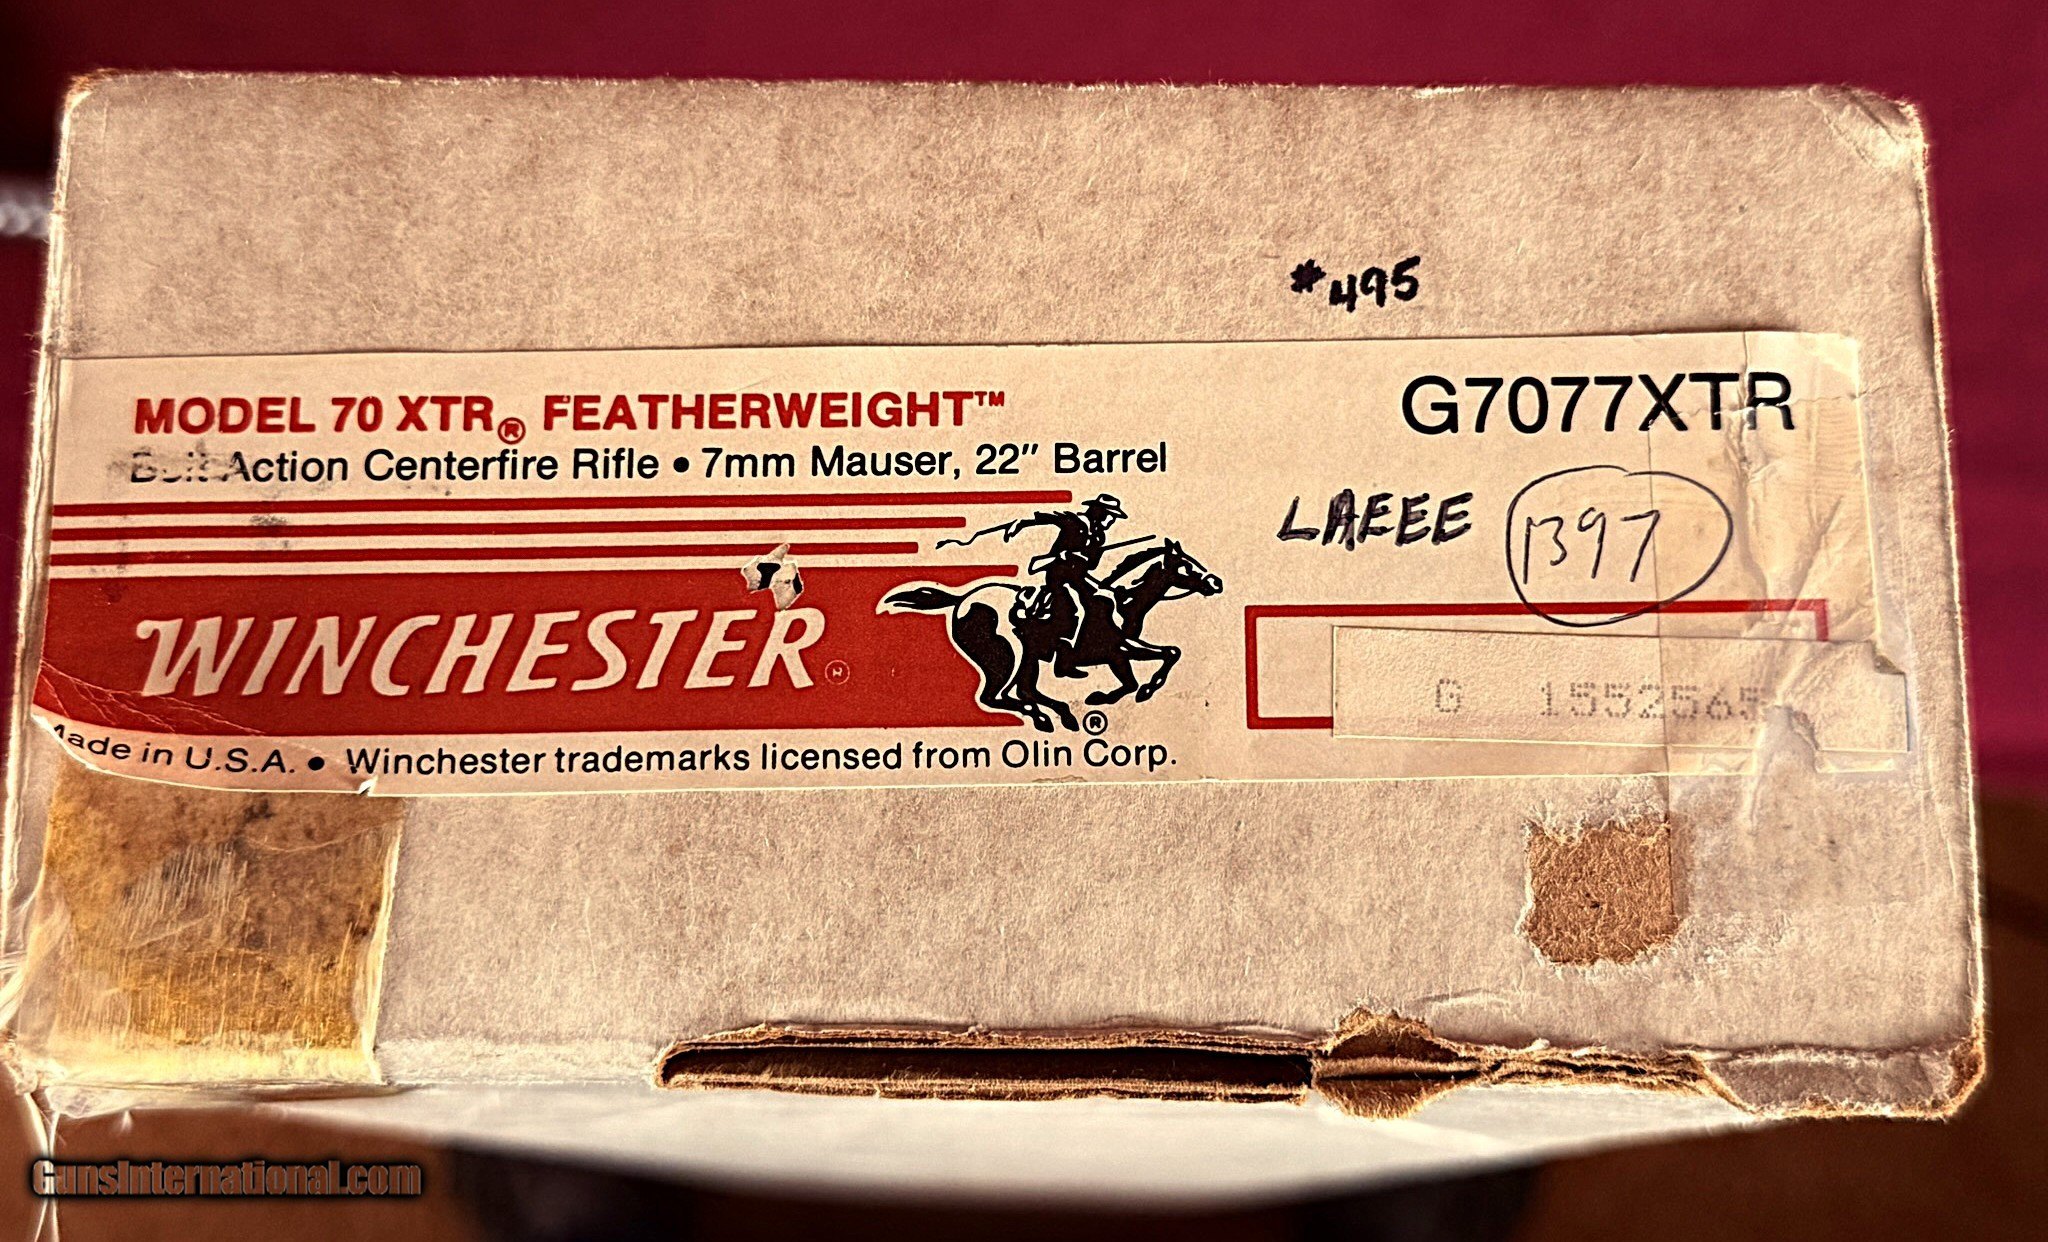 #495
MODEL 70 XTR® FEATHERWEIGHT™
G7077XTR
Bolt Action Centerfire Rifle • 7mm Mauser, 22" Barrel
LAEEE
1397
WINCHESTER®
®
G 1552565
Made in U.S.A. • Winchester trademarks licensed from Olin Corp.
GunsInternational.com